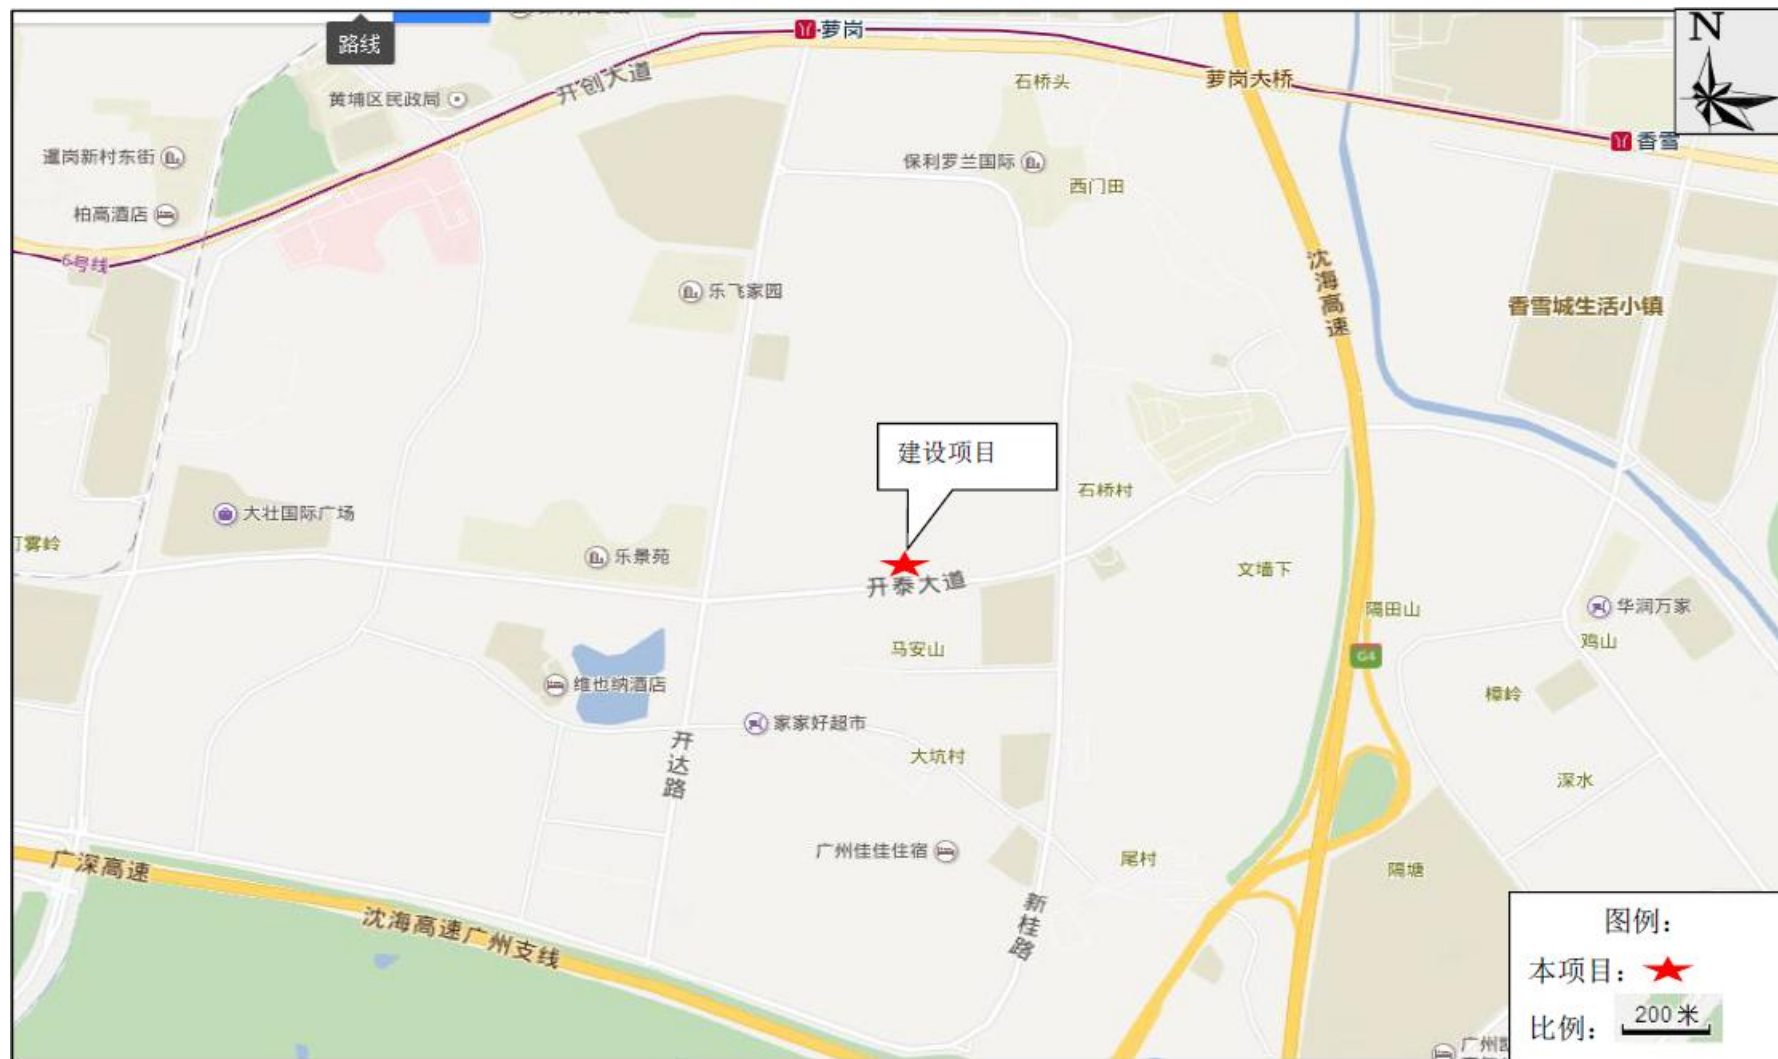 路线
萝岗
N
开创大道
石桥头
萝岗大桥
黄埔区民政局
香雪
暹岗新村东街
保利罗兰国际
西门田
柏高酒店
6号线
沈海高速
乐飞家园
香雪城生活小镇
建设项目
石桥村
大壮国际广场
雾岭
乐景苑
文墙下
开泰大道
隔田山
华润万家
马安山
鸡山
G4
维也纳酒店
樟岭
家家好超市
开达路
大坑村
深水
广州佳佳住宿
尾村
广深高速
隔塘
新桂路
沈海高速广州支线
图例：
本项目：
比例：
200 米
广州